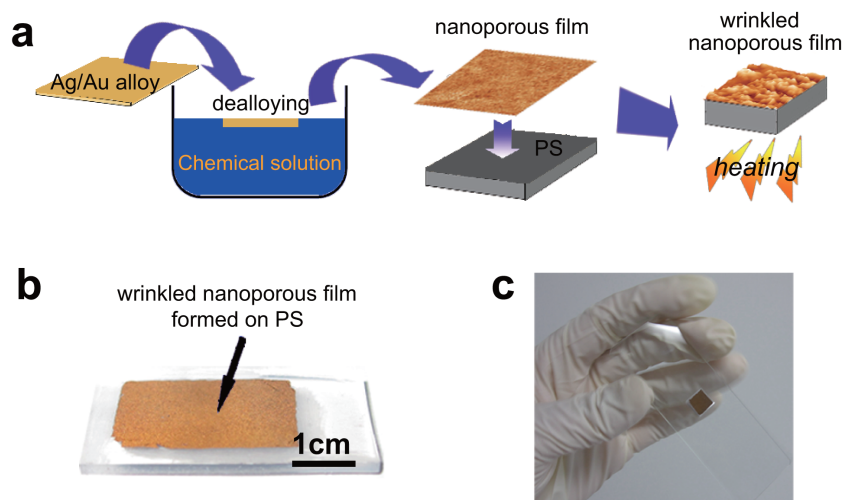 a
Ag/Au alloy
dealloying
Chemical solution
nanoporous film
PS
wrinkled
nanoporous film
heating
b
wrinkled nanoporous film
formed on PS
1cm
c